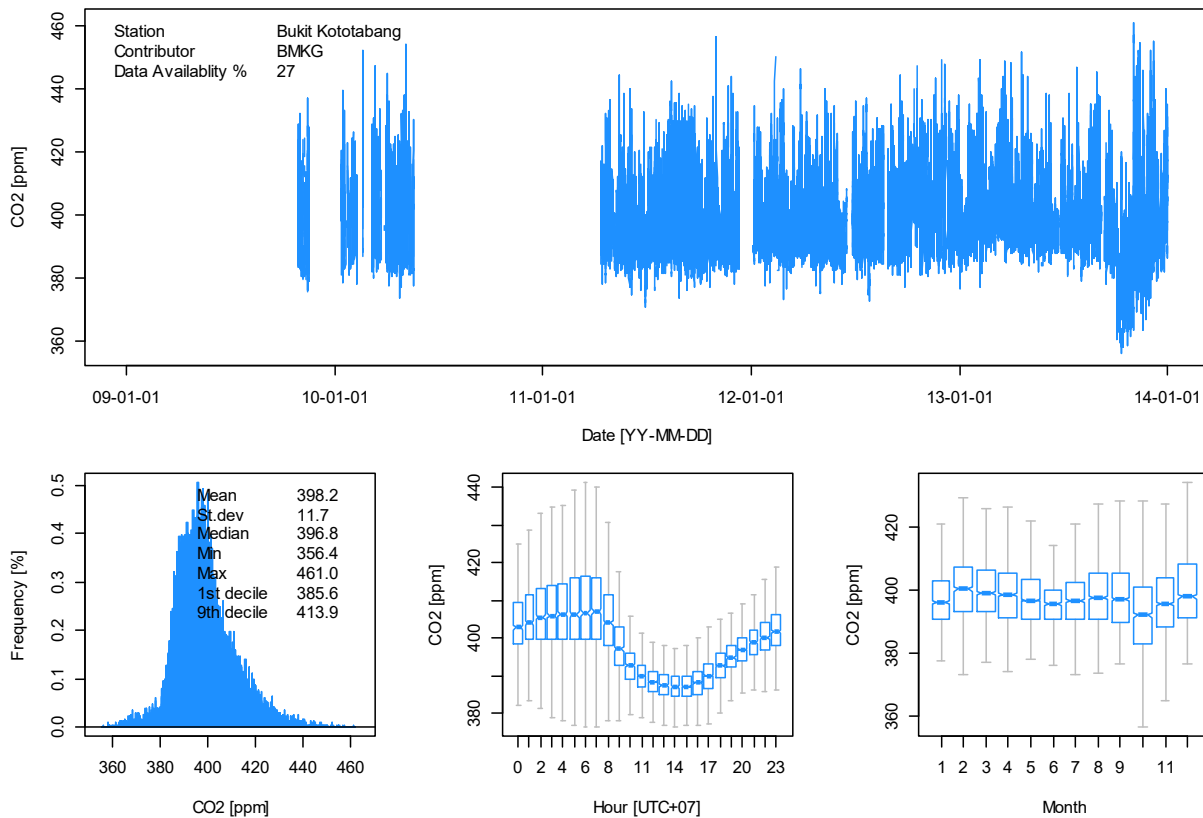 Station Bukit Kototabang
Contributor BMKG
Data Availablity % 27
CO2 [ppm]
460
440
420
400
380
360
09-01-01 10-01-01 11-01-01 12-01-01 13-01-01 14-01-01
Date [YY-MM-DD]
Frequency [%]
0.5
0.4
0.3
0.2
0.1
0.0
Mean 398.2
St.dev 11.7
Median 396.8
Min 356.4
Max 461.0
1st decile 385.6
9th decile 413.9
360 380 400 420 440 460
CO2 [ppm]
CO2 [ppm]
440
420
400
380
0 2 4 6 8 11 14 17 20 23
Hour [UTC+07]
CO2 [ppm]
420
400
380
360
1 2 3 4 5 6 7 8 9 11
Month